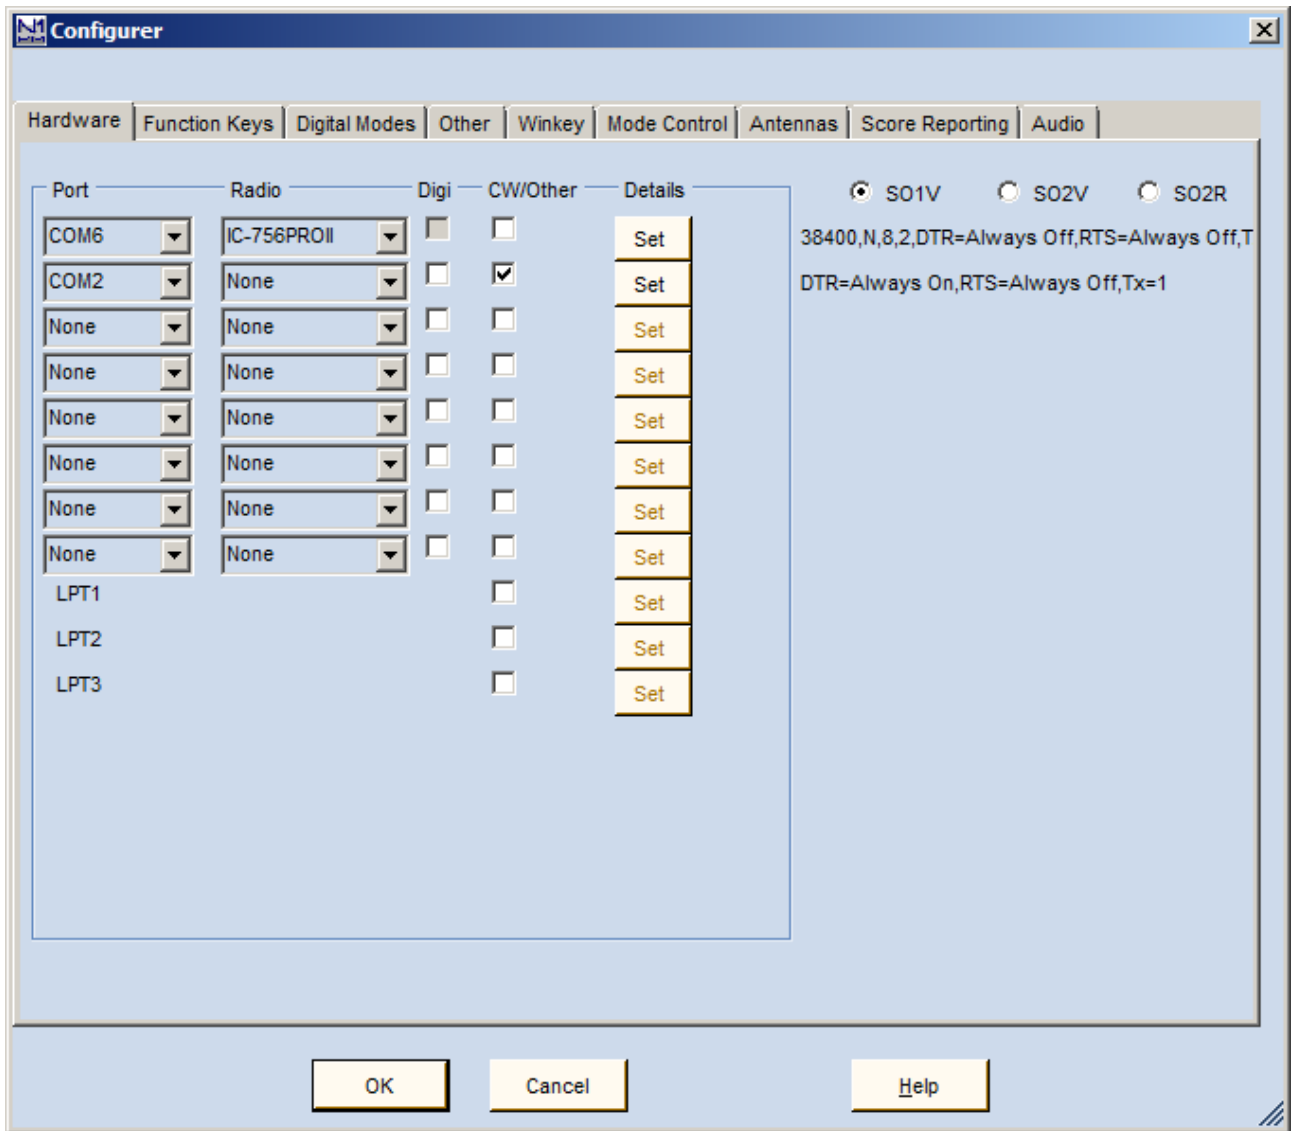 Configurer
Hardware Function Keys Digital Modes Other Winkey Mode Control Antennas Score Reporting Audio
Port Radio Digi CW/Other Details SO1V SO2V SO2R
COM6 IC-756PROII Set 38400,N,8,2,DTR=Always Off,RTS=Always Off,T
COM2 None Set DTR=Always On,RTS=Always Off,Tx=1
None None Set
None None Set
None None Set
None None Set
None None Set
None None Set
LPT1 Set
LPT2 Set
LPT3 Set
OK Cancel Help